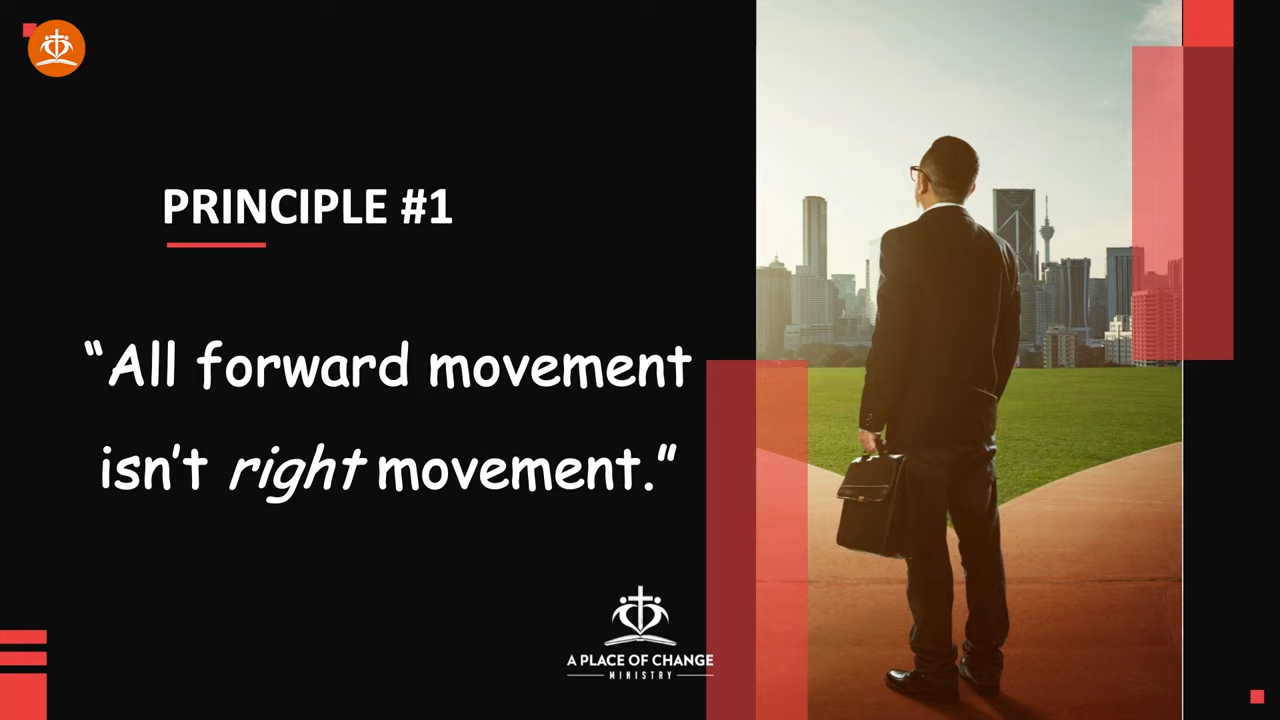 PRINCIPLE #1
“All forward movement
isn’t right movement.”
A PLACE OF CHANGE
MINISTRY